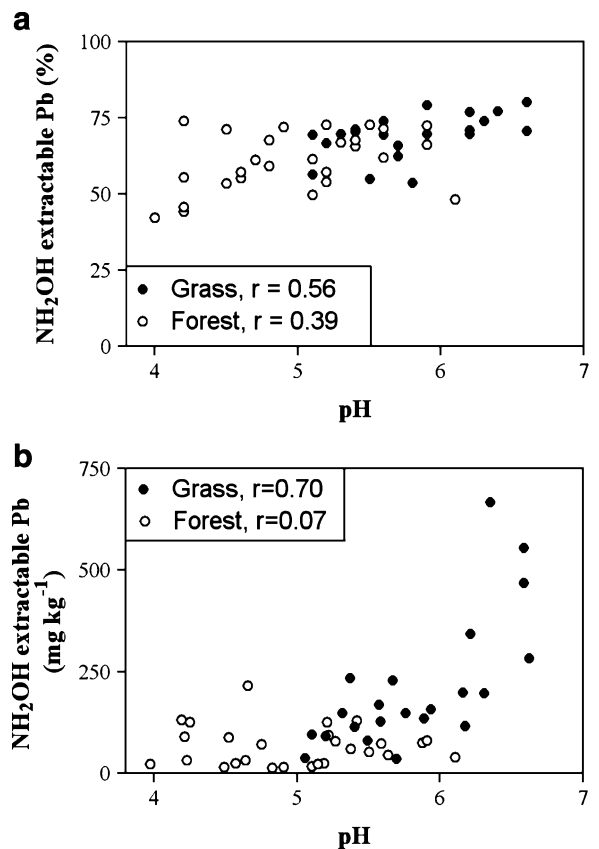 a
NH₂OH extractable Pb (%)
100
75
50
25
0
Grass, r = 0.56
Forest, r = 0.39
4 5 6 7
pH
b
NH₂OH extractable Pb
(mg kg⁻¹)
750
500
250
0
Grass, r=0.70
Forest, r=0.07
4 5 6 7
pH